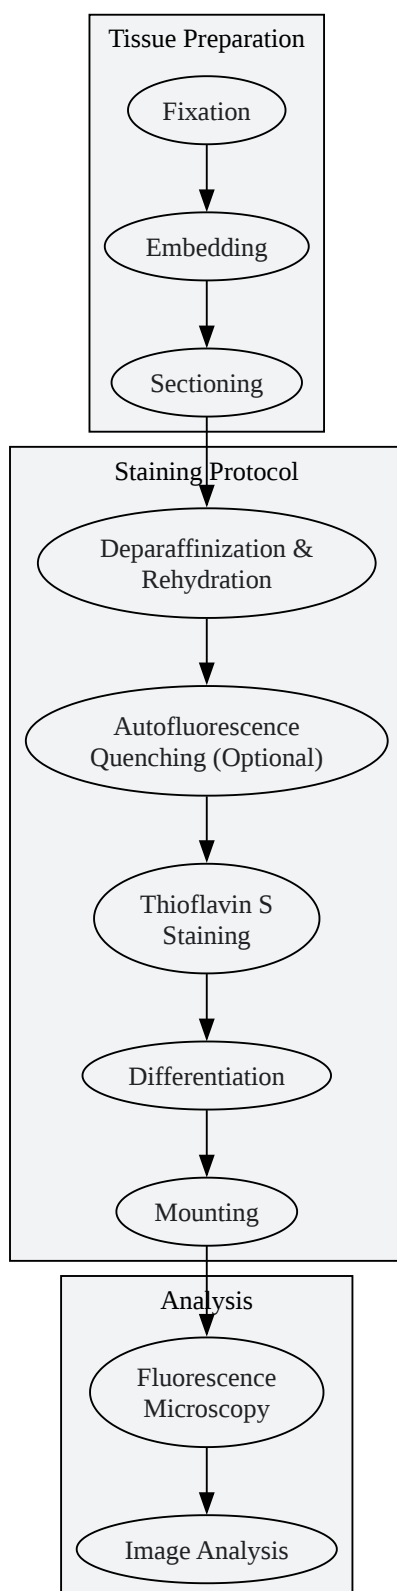 Tissue Preparation
Fixation
Embedding
Sectioning
Staining Protocol
Deparaffinization &
Rehydration
Autofluorescence
Quenching (Optional)
Thioflavin S
Staining
Differentiation
Mounting
Analysis
Fluorescence
Microscopy
Image Analysis